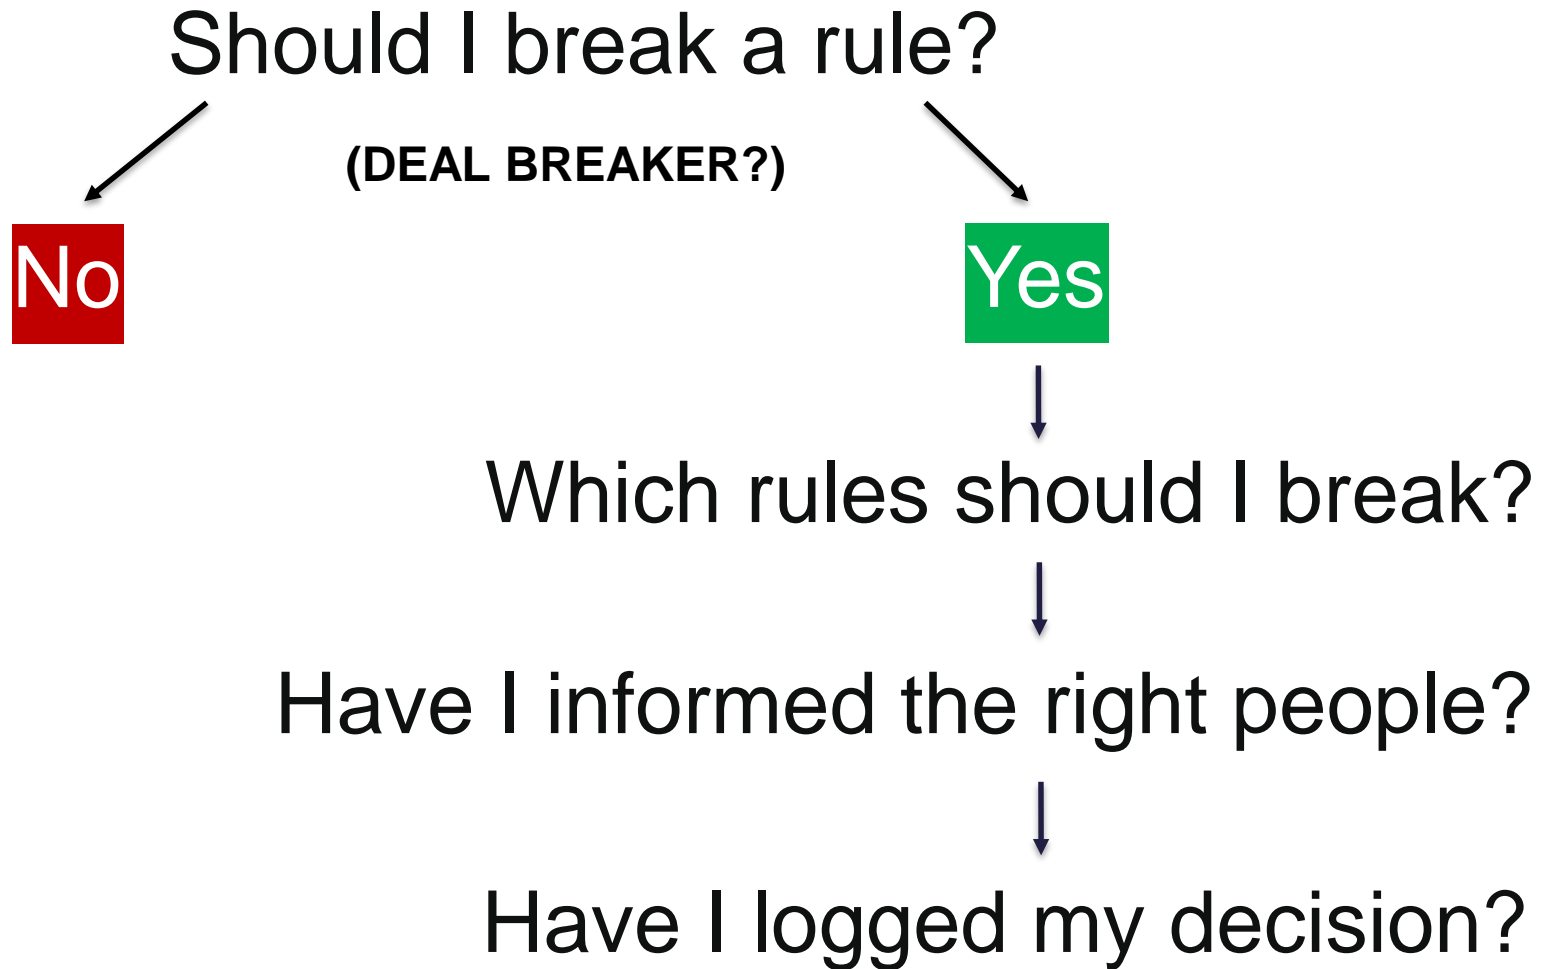 Should I break a rule?
(DEAL BREAKER?)
No
Yes
Which rules should I break?
Have I informed the right people?
Have I logged my decision?